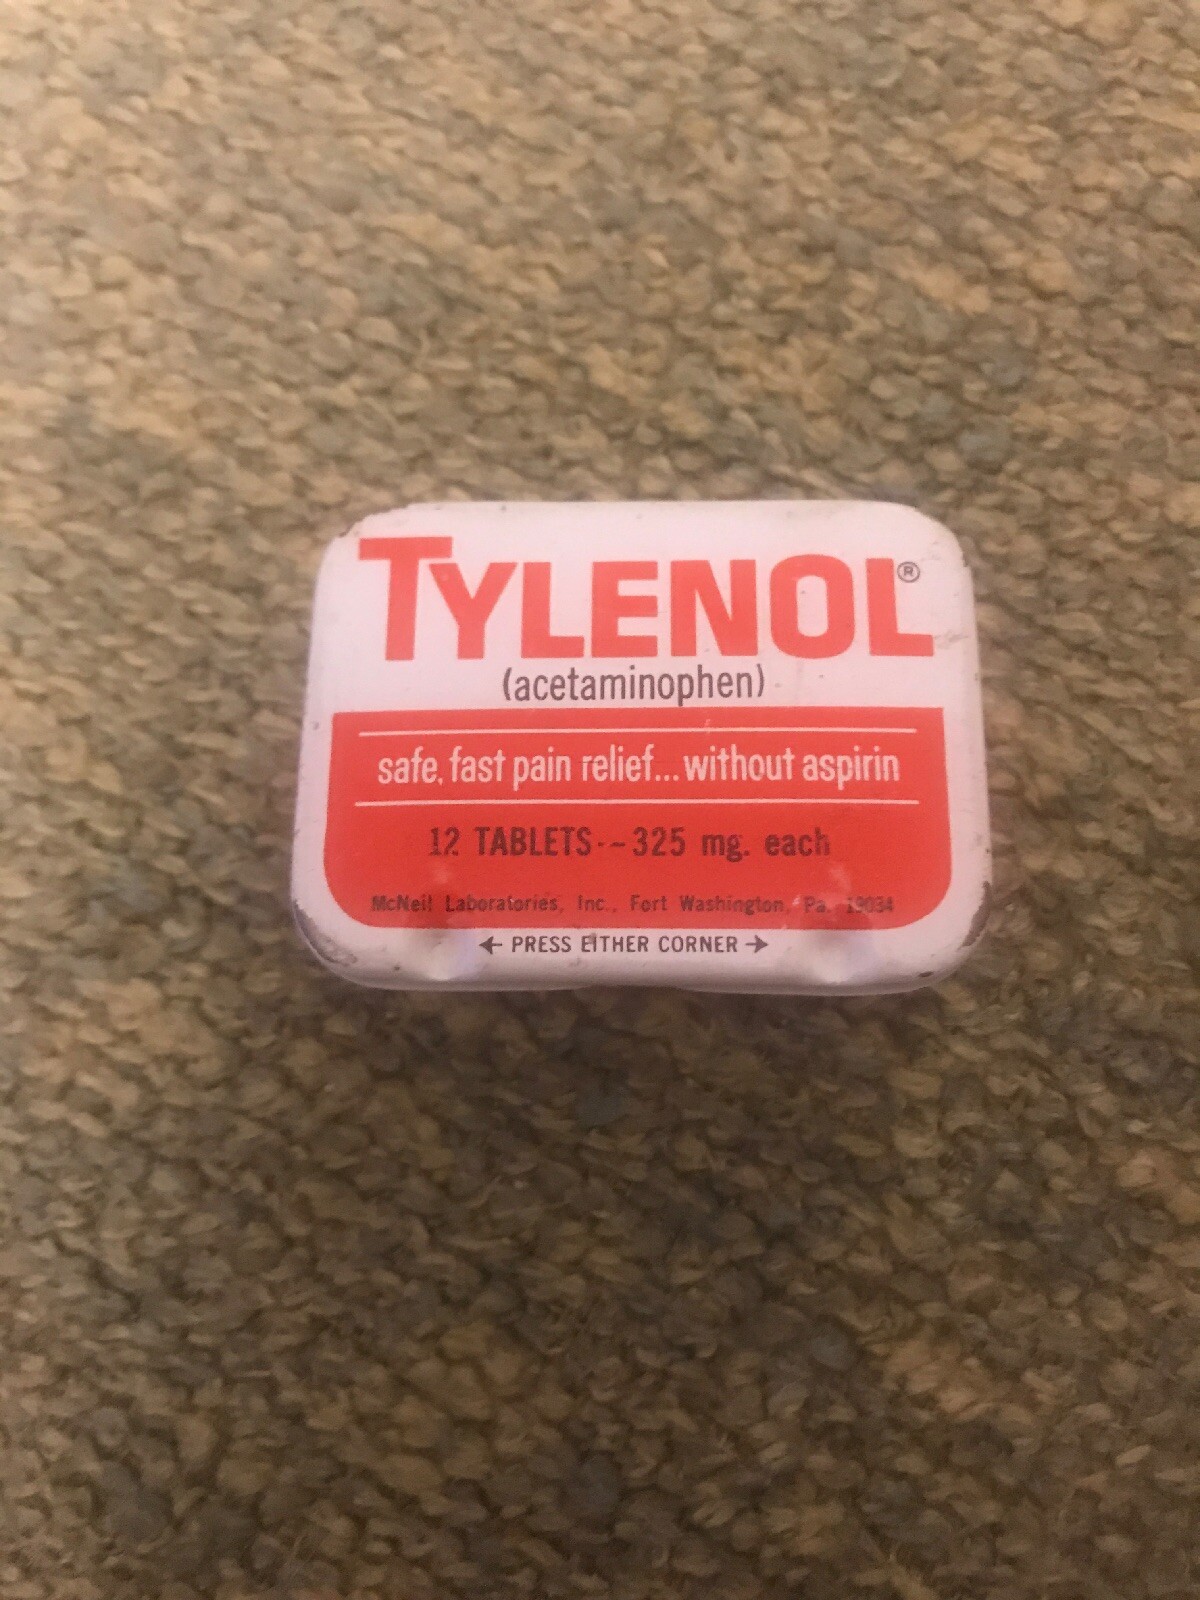 TYLENOL®
(acetaminophen)
safe, fast pain relief...without aspirin
12 TABLETS--325 mg. each
McNeil Laboratories, Inc., Fort Washington, Pa. 19034
← PRESS EITHER CORNER →